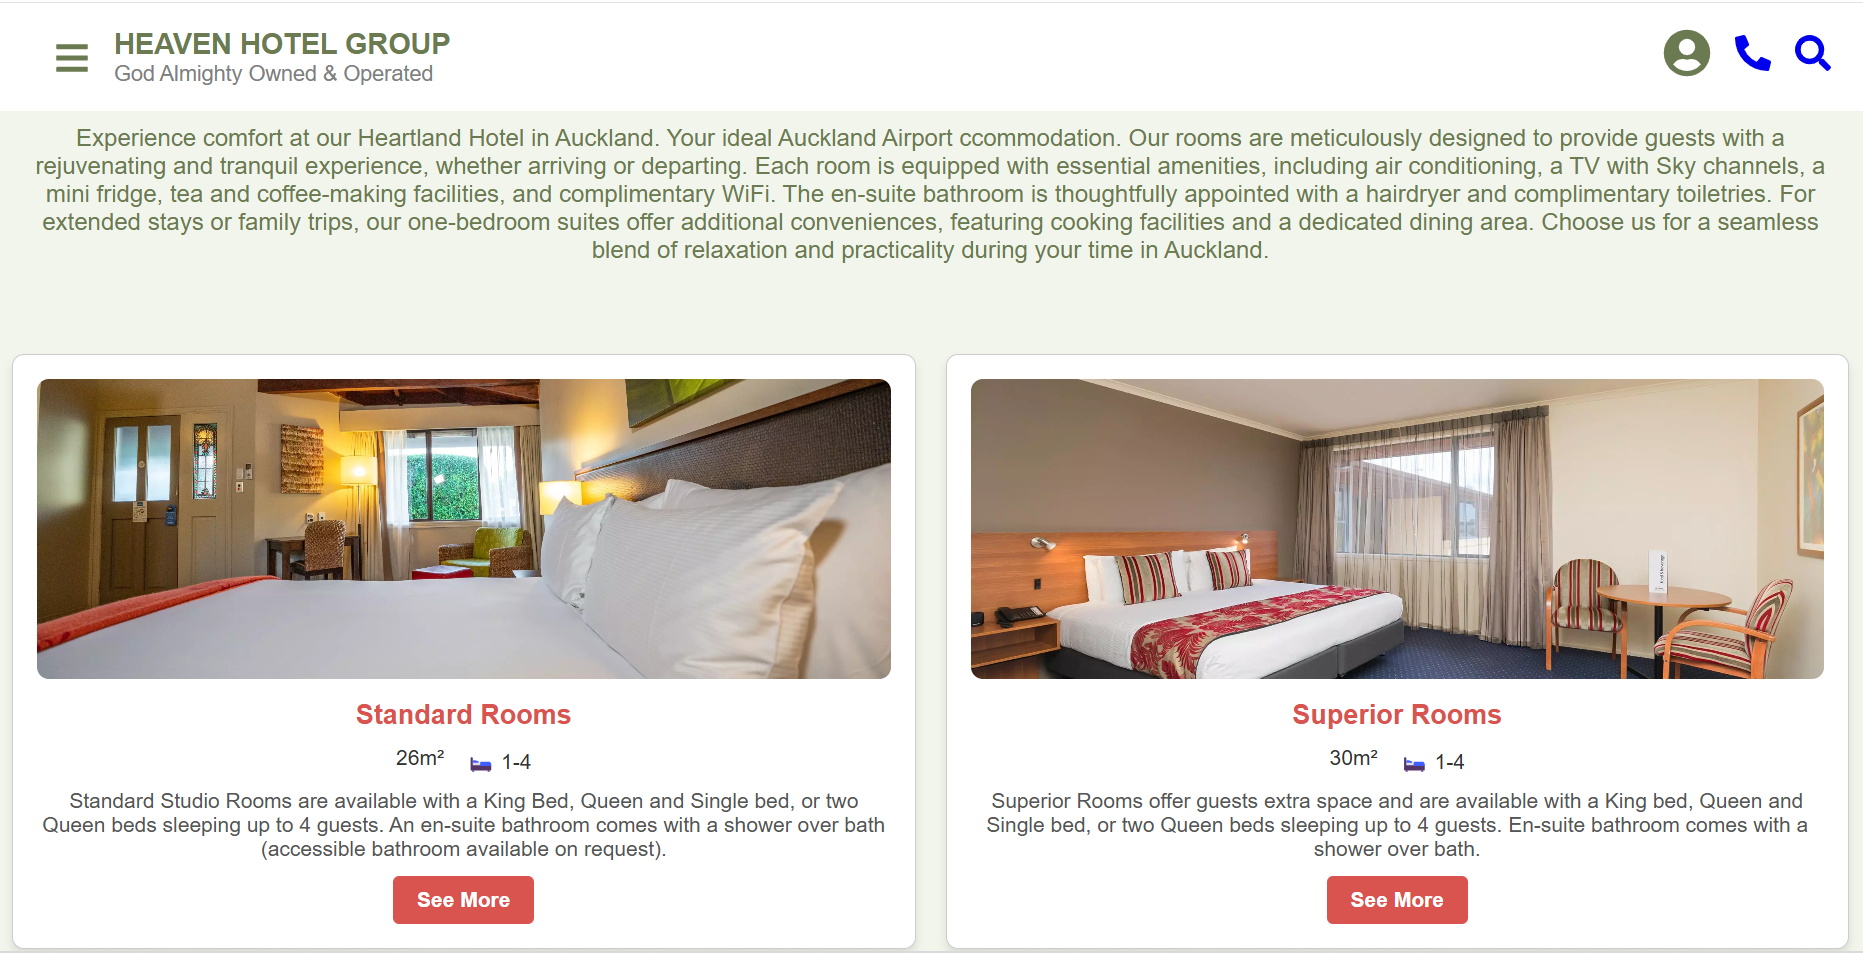 HEAVEN HOTEL GROUP
God Almighty Owned & Operated
Experience comfort at our Heartland Hotel in Auckland. Your ideal Auckland Airport ccommodation. Our rooms are meticulously designed to provide guests with a
rejuvenating and tranquil experience, whether arriving or departing. Each room is equipped with essential amenities, including air conditioning, a TV with Sky channels, a
mini fridge, tea and coffee-making facilities, and complimentary WiFi. The en-suite bathroom is thoughtfully appointed with a hairdryer and complimentary toiletries. For
extended stays or family trips, our one-bedroom suites offer additional conveniences, featuring cooking facilities and a dedicated dining area. Choose us for a seamless
blend of relaxation and practicality during your time in Auckland.
Standard Rooms
26m² 1-4
Standard Studio Rooms are available with a King Bed, Queen and Single bed, or two
Queen beds sleeping up to 4 guests. An en-suite bathroom comes with a shower over bath
(accessible bathroom available on request).
See More
Superior Rooms
30m² 1-4
Superior Rooms offer guests extra space and are available with a King bed, Queen and
Single bed, or two Queen beds sleeping up to 4 guests. En-suite bathroom comes with a
shower over bath.
See More